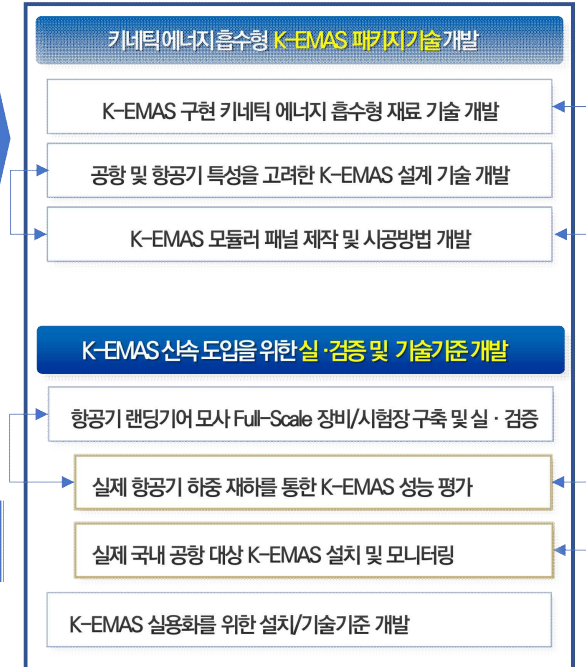 키네틱 에너지 흡수형 K-EMAS 패키지 기술 개발
K-EMAS 구현 키네틱 에너지 흡수형 재료 기술 개발
공항 및 항공기 특성을 고려한 K-EMAS 설계 기술 개발
K-EMAS 모듈러 패널 제작 및 시공방법 개발
K-EMAS 신속 도입을 위한 실·검증 및 기술기준 개발
항공기 랜딩기어 모사 Full-Scale 장비/시험장 구축 및 실·검증
실제 항공기 하중 재하를 통한 K-EMAS 성능 평가
실제 국내 공항 대상 K-EMAS 설치 및 모니터링
K-EMAS 실용화를 위한 설치/기술기준 개발